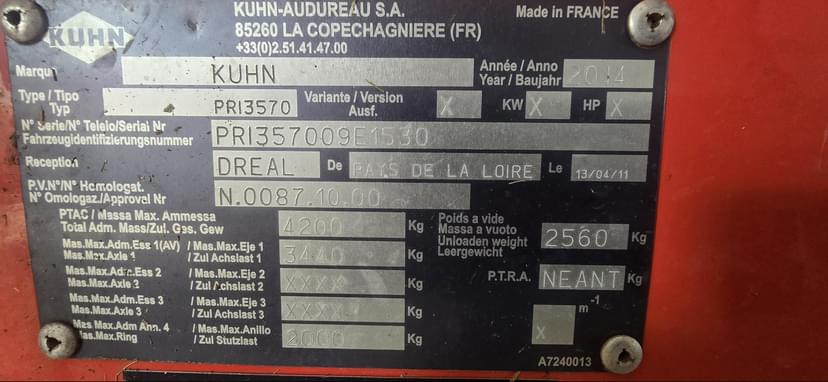 KUHN
KUHN-AUDUREAU S.A.
85260 LA COPECHAGNIERE (FR)
+33(0)2.51.41.47.00
Made in FRANCE
Marque KUHN Année / Anno 2014
Year / Baujahr
Type / Tipo PRI3570 Variante / Version X KW X HP X
Typ Ausf.
N° Serie/N° Teleio/Serial Nr PRI357009E1530
Fahrzeugidentifizierungsnummer
Reception DREAL De PAYS DE LA LOIRE Le 13/04/11
P.V.N°/N° Homologat. N.0087.10.00
N° Omologaz./Approvel Nr
PTAC / Massa Max. Ammessa 4200 Kg
Total Adm. Mass/Zul. Gas. Gew
Poids a vide 2560 Kg
Massa a vuoto
Unloaden weight
Leergewicht
Mas.Max.Adm.Ess 1(AV) / Mas.Max.Eje 1 3440 Kg
Mas.Max.Axle 1 / Zul Achslast 1
P.T.R.A. NEANT Kg
Mas.Max.Adm.Ess 2 / Mas.Max.Eje 2 XXXX Kg
Mas.Max.Axle 2 / Zul Achslast 2
Mas.Max.Adm.Ess 3 / Mas.Max.Eje 3 XXXX Kg
Mas.Max.Axle 3 / Zul Achslast 3
X m-1
Mas Max.Adm Ann. 4 / Mas.Max.Anillo 2000 Kg
Mas.Max.Ring / Zul Stutzlast
A7240013